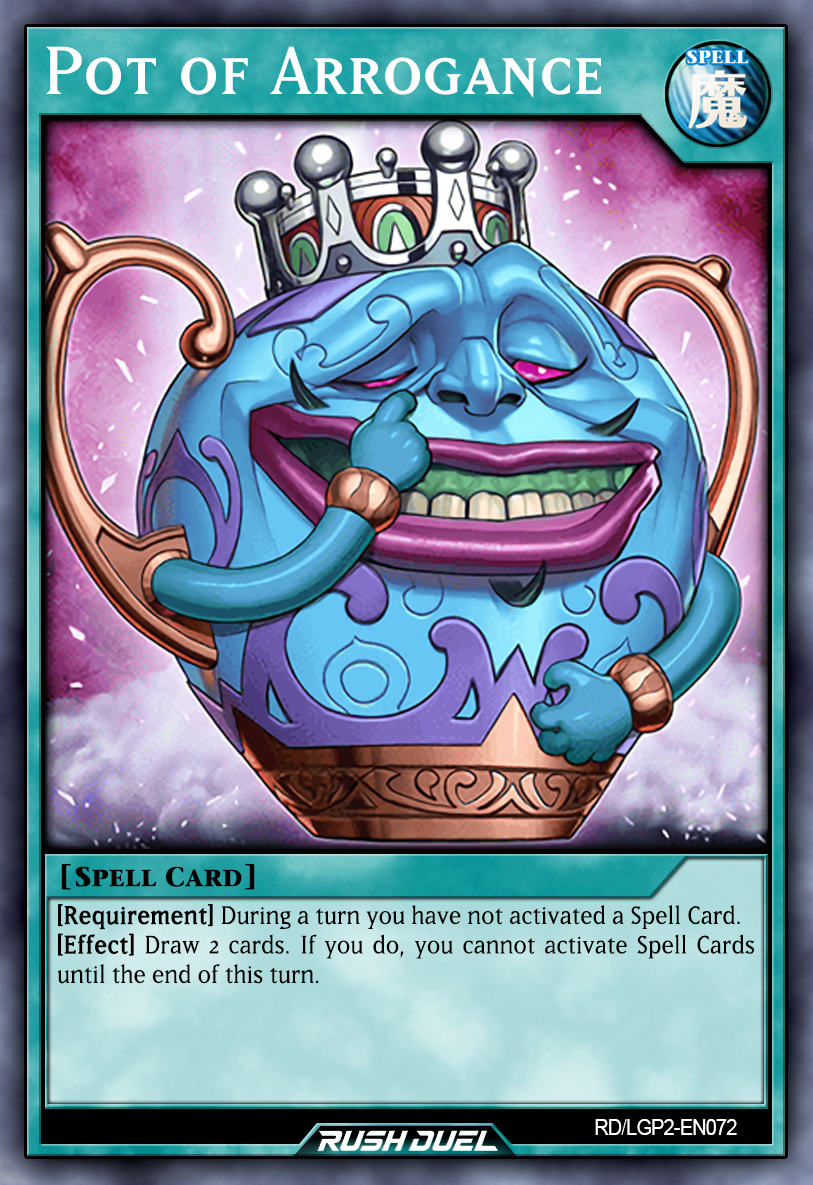 Pot of Arrogance
SPELL
魔
[Spell Card]
[Requirement] During a turn you have not activated a Spell Card.
[Effect] Draw 2 cards. If you do, you cannot activate Spell Cards
until the end of this turn.
RD/LGP2-EN072
RUSH DUEL